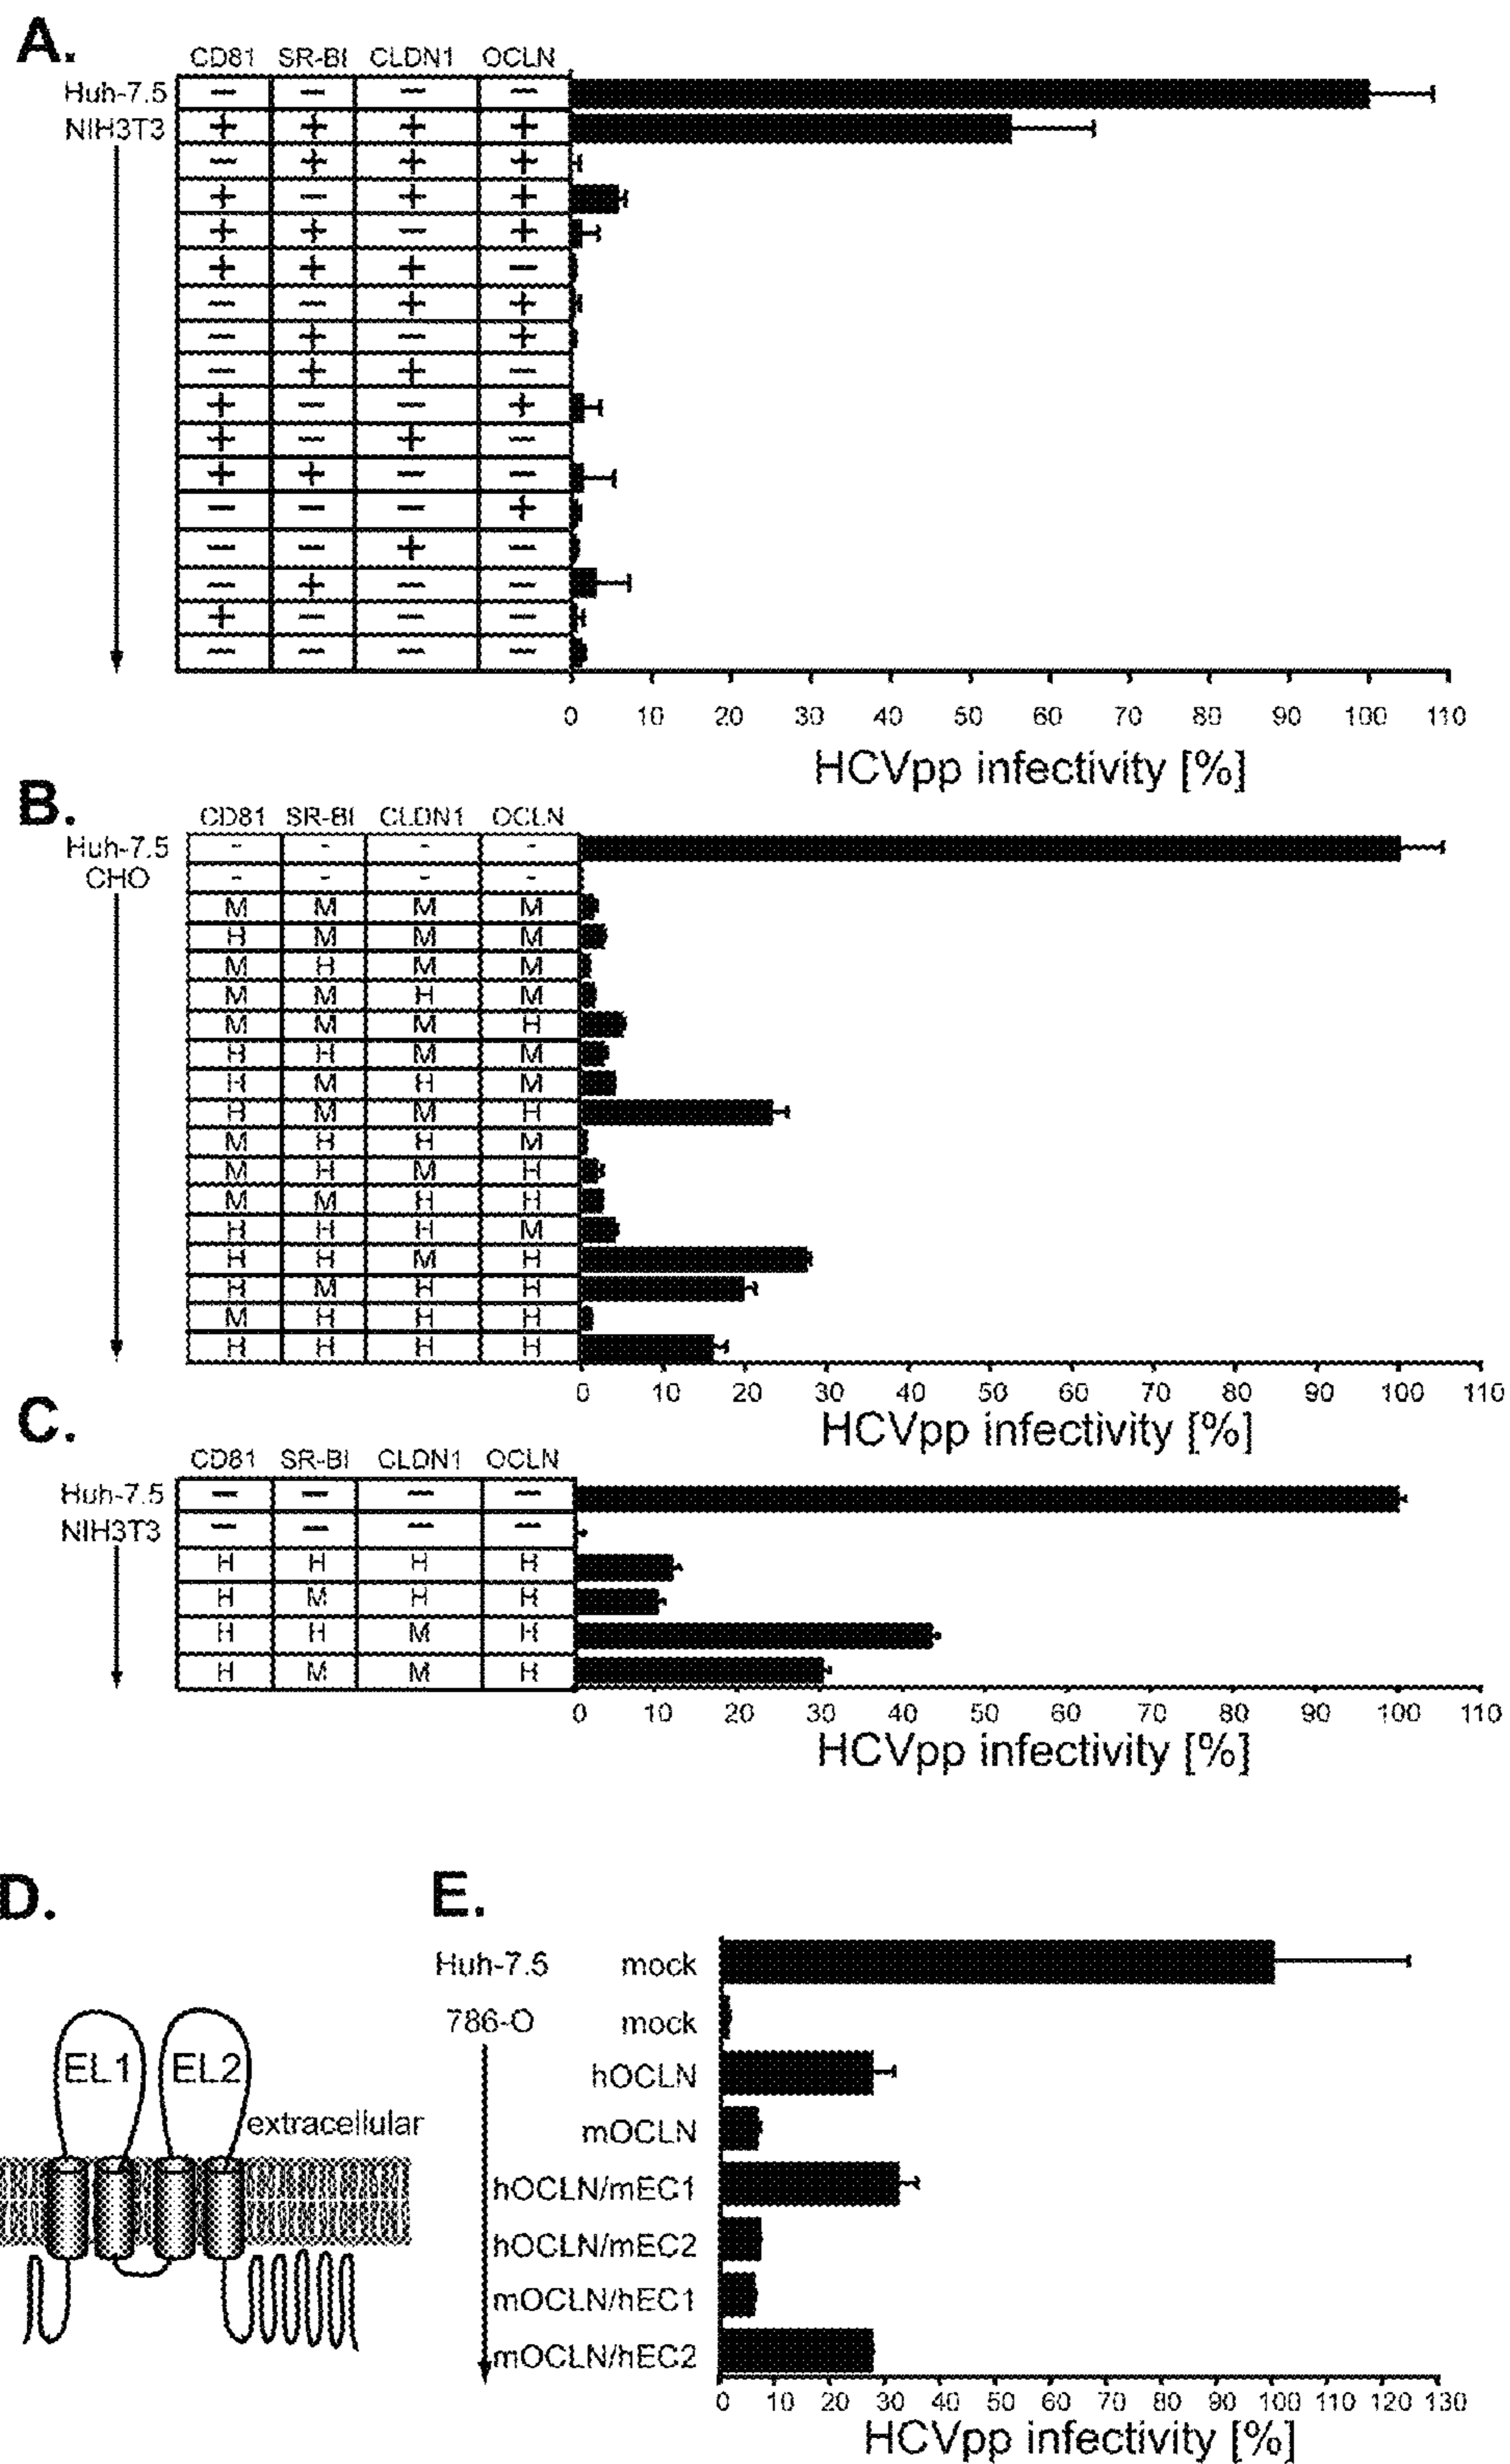 A.
CD81 SR-BI CLDN1 OCLN
Huh-7.5 − − − −
NIH3T3 + + + +
− + + +
+ − + +
+ + − +
+ + + −
− − + +
− + − +
− + + −
+ − − +
+ − + −
+ + − −
− − − +
− − + −
− + − −
+ − − −
− − − −
0 10 20 30 40 50 60 70 80 90 100 110
HCVpp infectivity [%]
B.
CD81 SR-BI CLDN1 OCLN
Huh-7.5 - - - -
CHO - - - -
M M M M
H M M M
M H M M
M M H M
M M M H
H H M M
H M H M
H M M H
M H H M
M H M H
M M H H
H H H M
H H M H
H M H H
M H H H
H H H H
0 10 20 30 40 50 60 70 80 90 100 110
HCVpp infectivity [%]
C.
CD81 SR-BI CLDN1 OCLN
Huh-7.5 − − − −
NIH3T3 − − − −
H H H H
H M H H
H H M H
H M M H
0 10 20 30 40 50 60 70 80 90 100 110
HCVpp infectivity [%]
D.
EL1 EL2
extracellular
E.
Huh-7.5 mock
786-O mock
hOCLN
mOCLN
hOCLN/mEC1
hOCLN/mEC2
mOCLN/hEC1
mOCLN/hEC2
0 10 20 30 40 50 60 70 80 90 100 110 120 130
HCVpp infectivity [%]